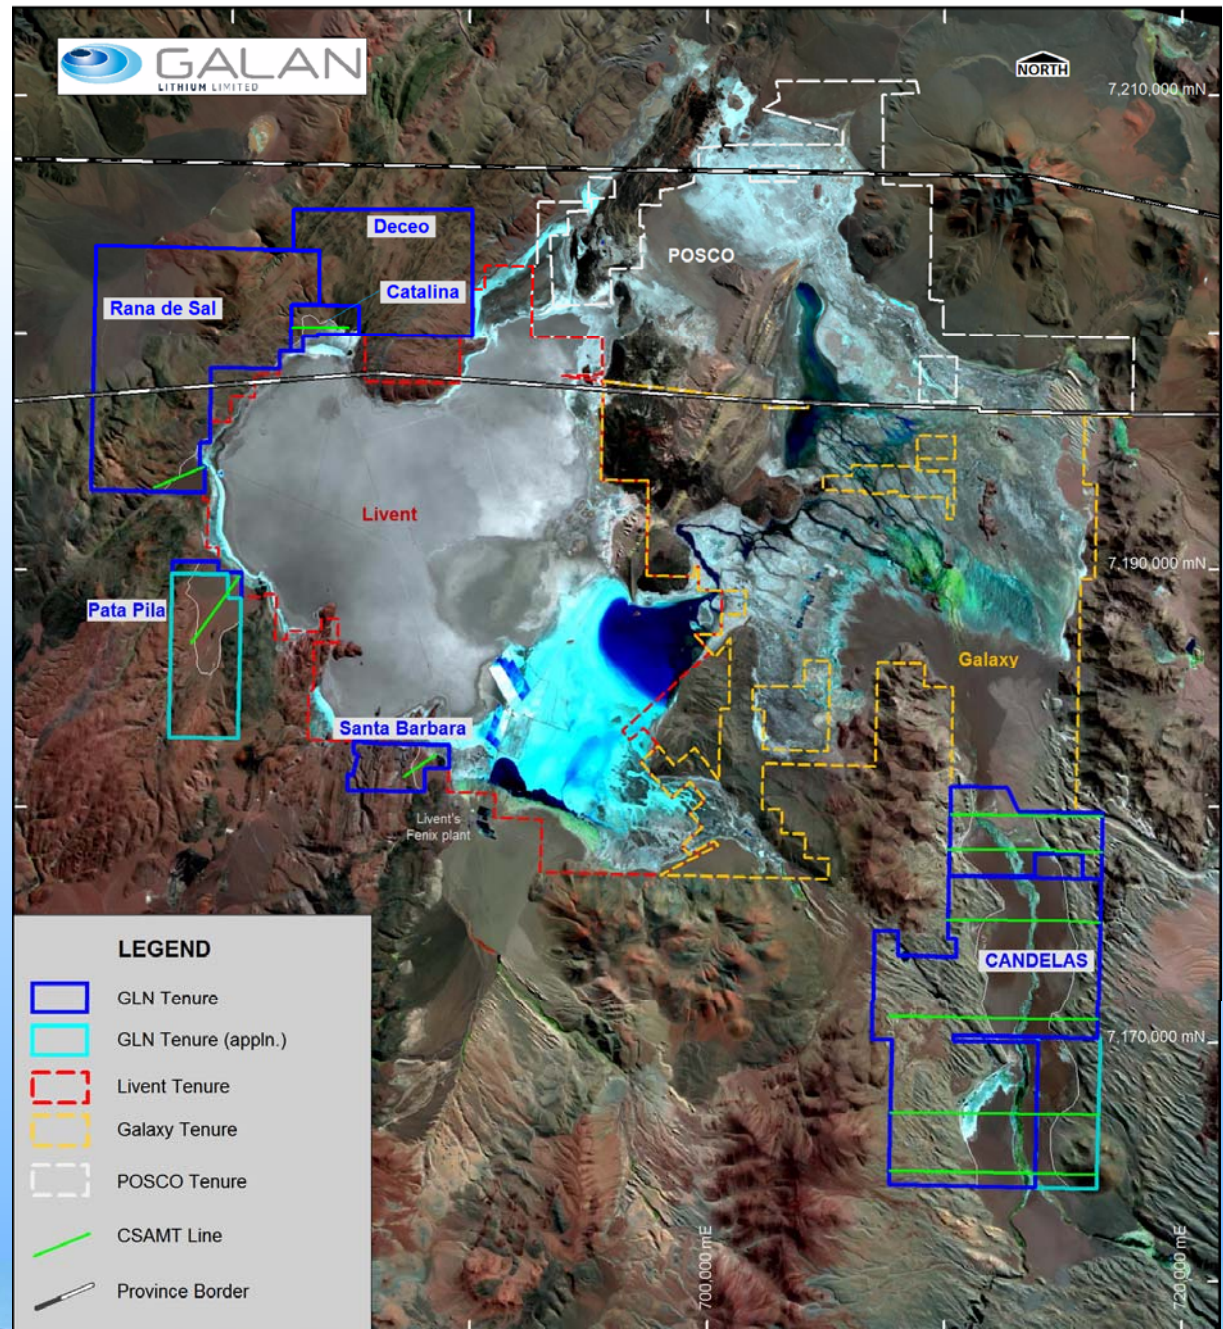 GALAN
LITHIUM LIMITED
NORTH
7,210,000 mN
Deceo
POSCO
Catalina
Rana de Sal
Livent
7,190,000 mN
Pata Pila
Galaxy
Santa Barbara
Livent's
Fenix plant
CANDELAS
7,170,000 mN
LEGEND
GLN Tenure
GLN Tenure (appln.)
Livent Tenure
Galaxy Tenure
POSCO Tenure
CSAMT Line
Province Border
700,000 mE
720,000 mE